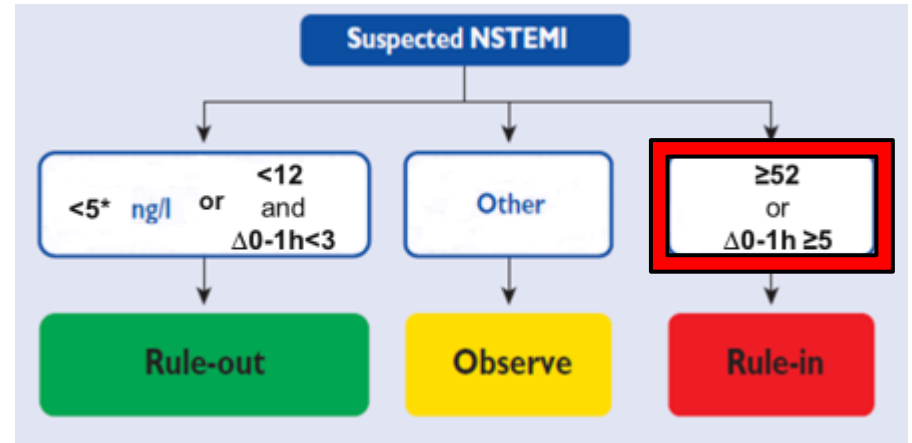 Suspected NSTEMI
<5* ng/l or <12
and
Δ0-1h<3
Other
≥52
or
Δ0-1h ≥5
Rule-out
Observe
Rule-in